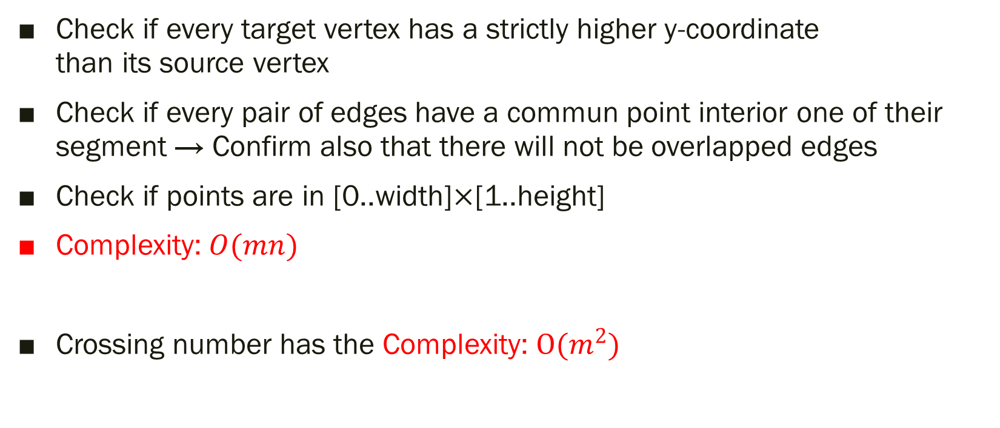 ■ Check if every target vertex has a strictly higher y-coordinate
than its source vertex
■ Check if every pair of edges have a commun point interior one of their
segment → Confirm also that there will not be overlapped edges
■ Check if points are in [0..width]×[1..height]
■ Complexity: O(mn)
■ Crossing number has the Complexity: O(m²)